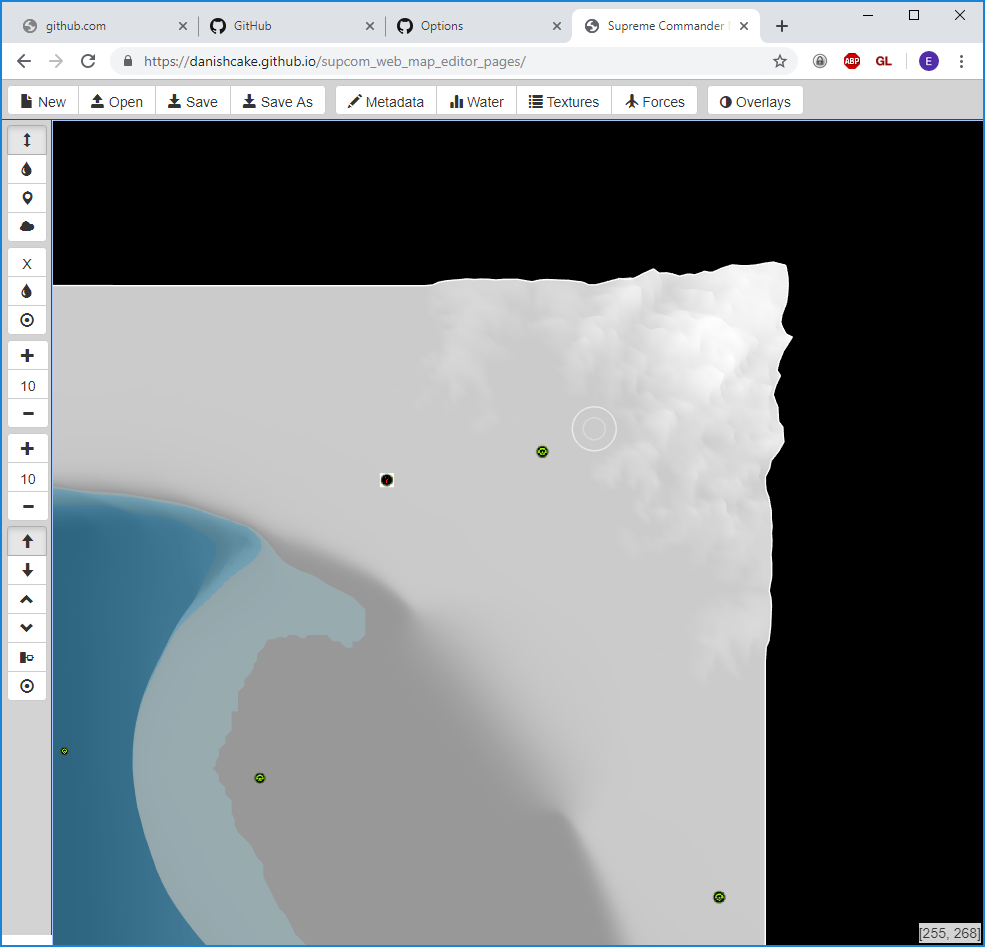 github.com
GitHub
Options
Supreme Commander
https://danishcake.github.io/supcom_web_map_editor_pages/
ABP
GL
E
New
Open
Save
Save As
Metadata
Water
Textures
Forces
Overlays
X
10
10
[255, 268]